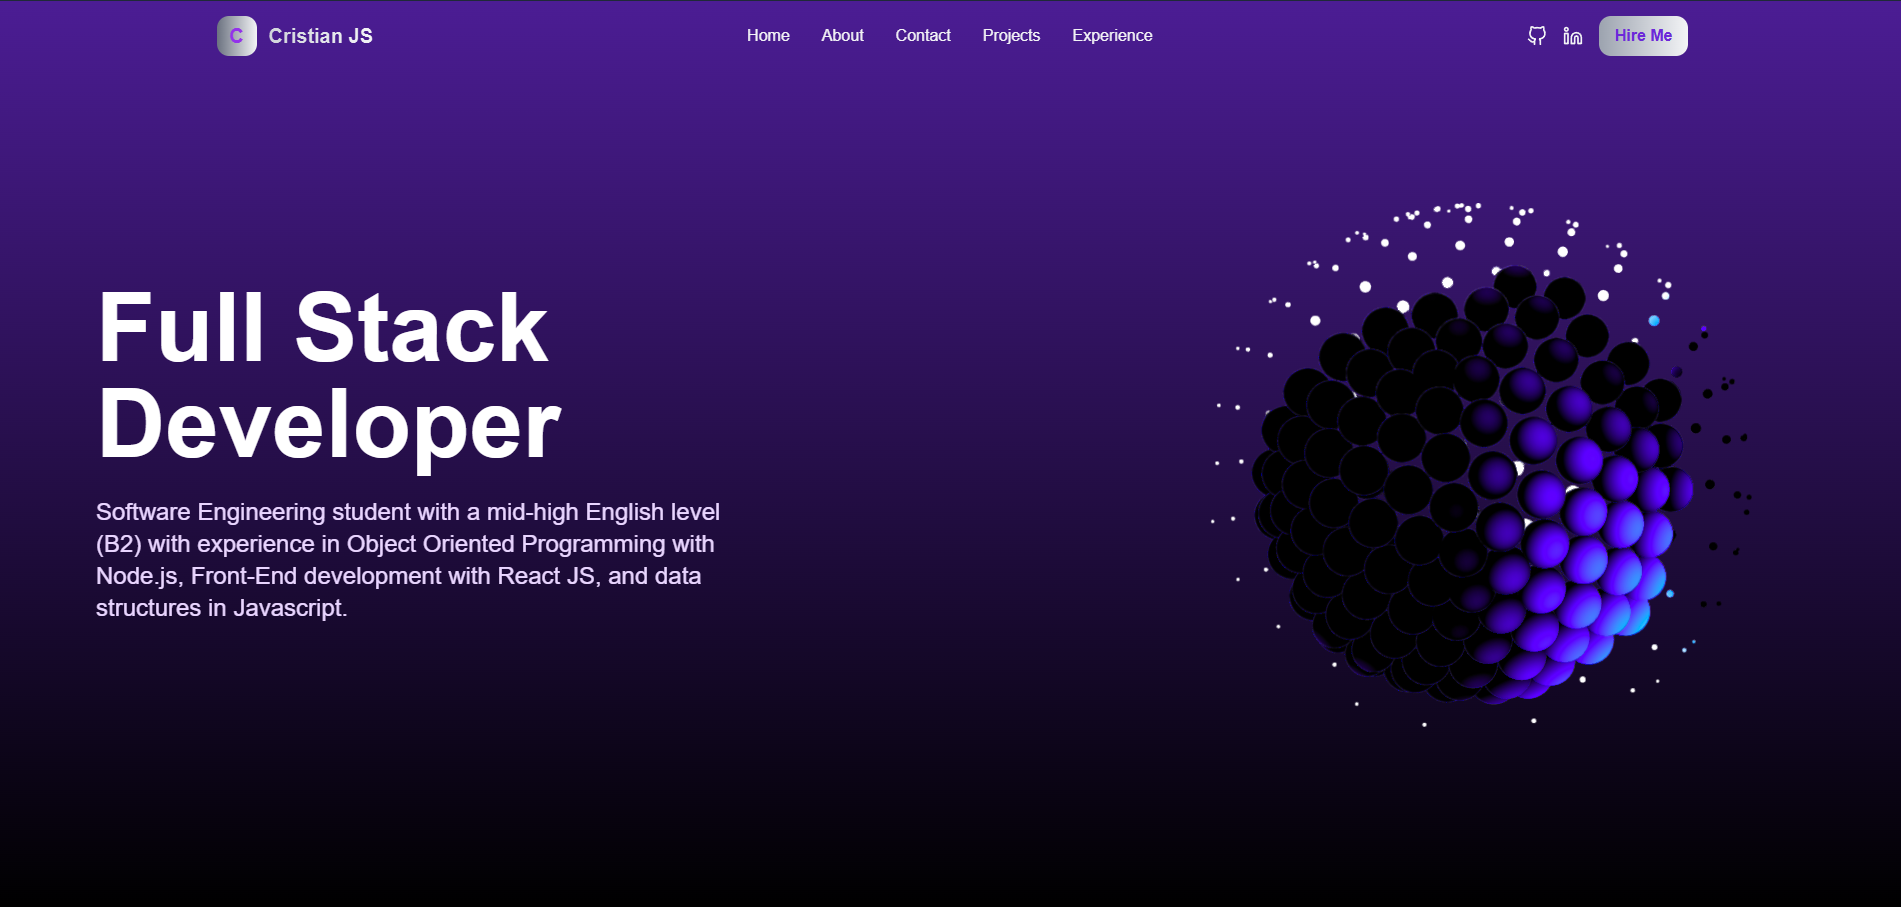 C
Cristian JS
Home
About
Contact
Projects
Experience
Hire Me
Full Stack
Developer
Software Engineering student with a mid-high English level
(B2) with experience in Object Oriented Programming with
Node.js, Front-End development with React JS, and data
structures in Javascript.